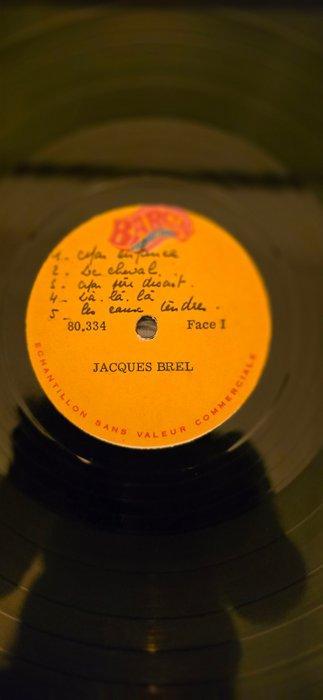 BARCLAY
1 - Mon enfance
2 - Le cheval.
3 - Mon père disait.
4 - Là. là. là
5 - les cœurs tendres.
80,334 Face I
JACQUES BREL
ECHANTILLON SANS VALEUR COMMERCIALE